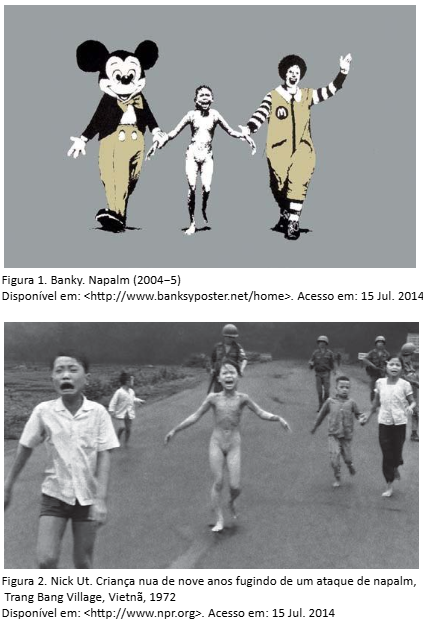 M
Figura 1. Banky. Napalm (2004–5)
Disponível em: <http://www.banksyposter.net/home>. Acesso em: 15 Jul. 2014
Figura 2. Nick Ut. Criança nua de nove anos fugindo de um ataque de napalm,
Trang Bang Village, Vietnã, 1972
Disponível em: <http://www.npr.org>. Acesso em: 15 Jul. 2014